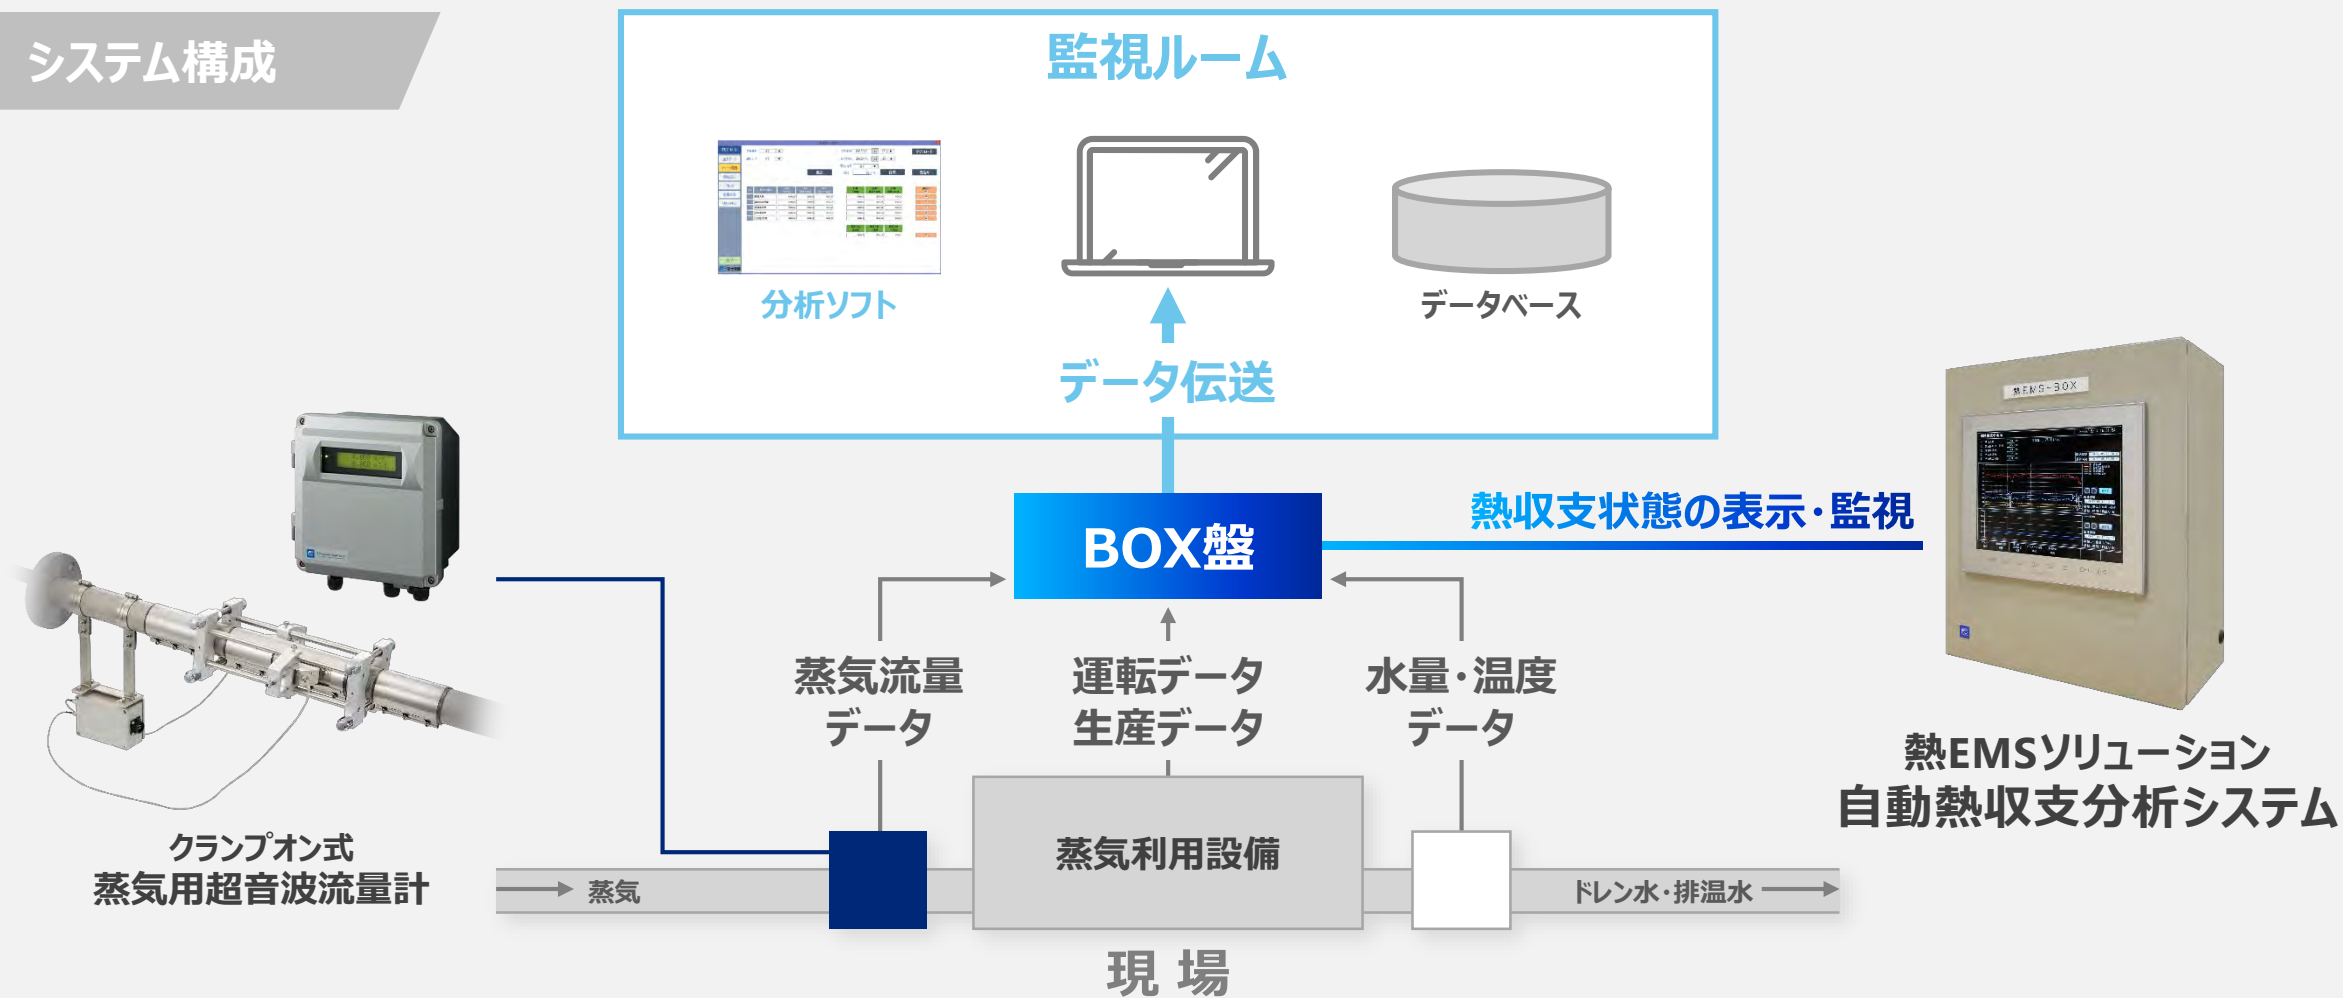 システム構成
監視ルーム
分析ソフト
データベース
データ伝送
熱EMS-BOX
BOX盤
熱収支状態の表示・監視
蒸気流量
データ
運転データ
生産データ
水量・温度
データ
熱EMSソリューション
自動熱収支分析システム
クランプオン式
蒸気用超音波流量計
蒸気
蒸気利用設備
ドレン水・排温水
現場